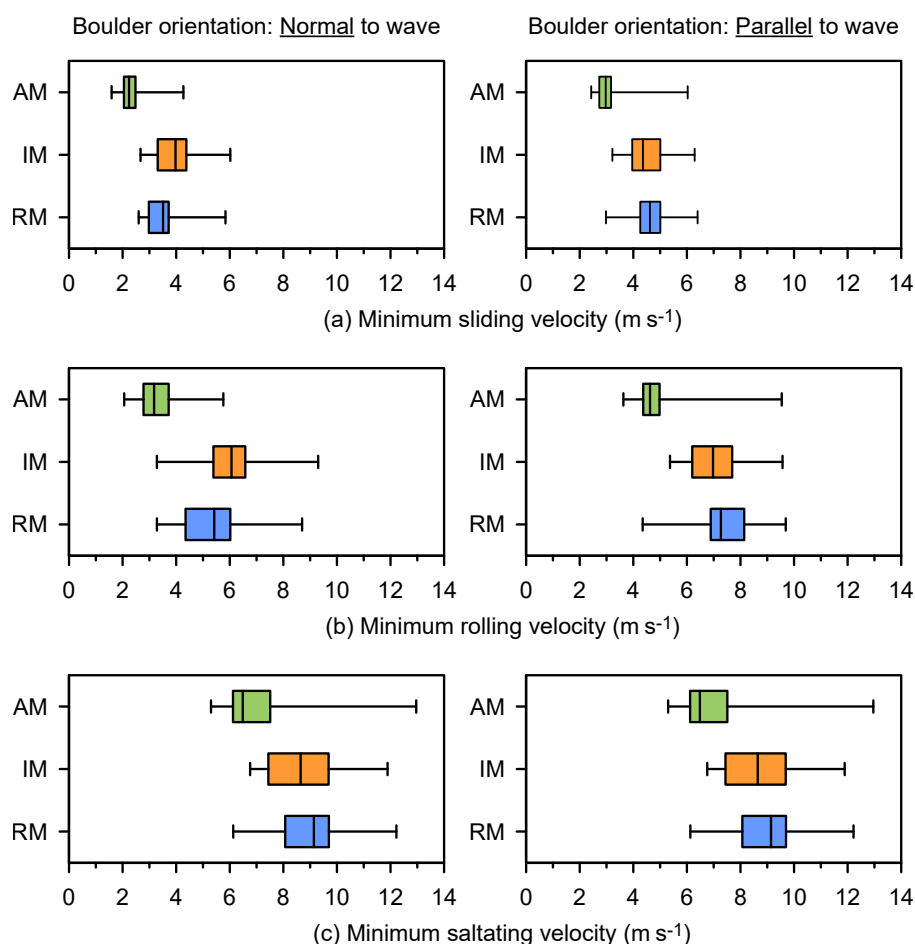 Boulder orientation: Normal to wave
Boulder orientation: Parallel to wave
AM
IM
RM
0 2 4 6 8 10 12 14
AM
IM
RM
0 2 4 6 8 10 12 14
(a) Minimum sliding velocity (m s-1)
AM
IM
RM
0 2 4 6 8 10 12 14
AM
IM
RM
0 2 4 6 8 10 12 14
(b) Minimum rolling velocity (m s-1)
AM
IM
RM
0 2 4 6 8 10 12 14
AM
IM
RM
0 2 4 6 8 10 12 14
(c) Minimum saltating velocity (m s-1)